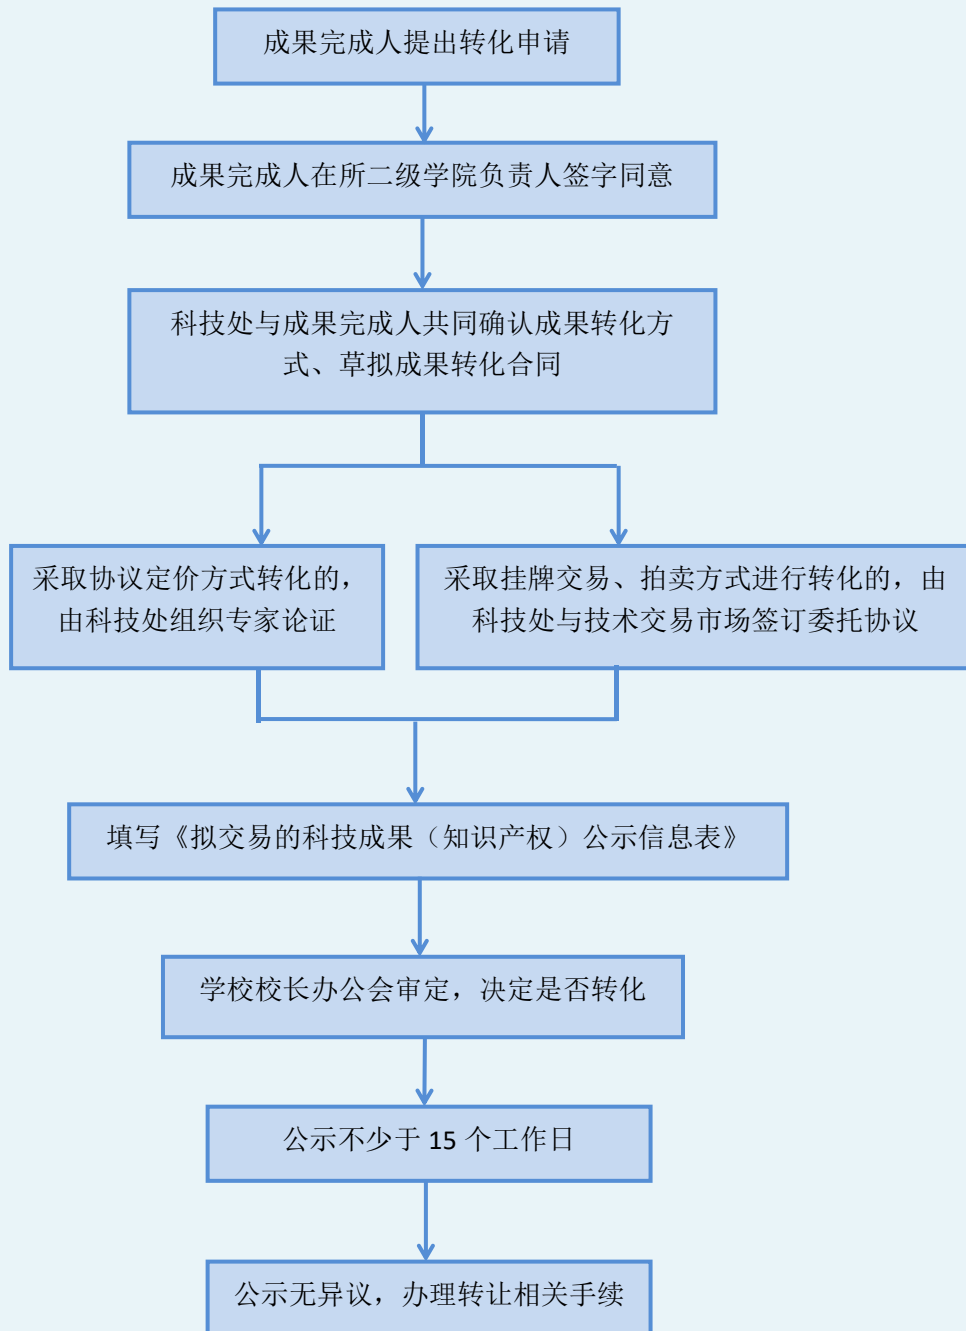 成果完成人提出转化申请
成果完成人在所二级学院负责人签字同意
科技处与成果完成人共同确认成果转化方
式、草拟成果转化合同
采取协议定价方式转化的，
由科技处组织专家论证
采取挂牌交易、拍卖方式进行转化的，由
科技处与技术交易市场签订委托协议
填写《拟交易的科技成果（知识产权）公示信息表》
学校校长办公会审定，决定是否转化
公示不少于 15 个工作日
公示无异议，办理转让相关手续